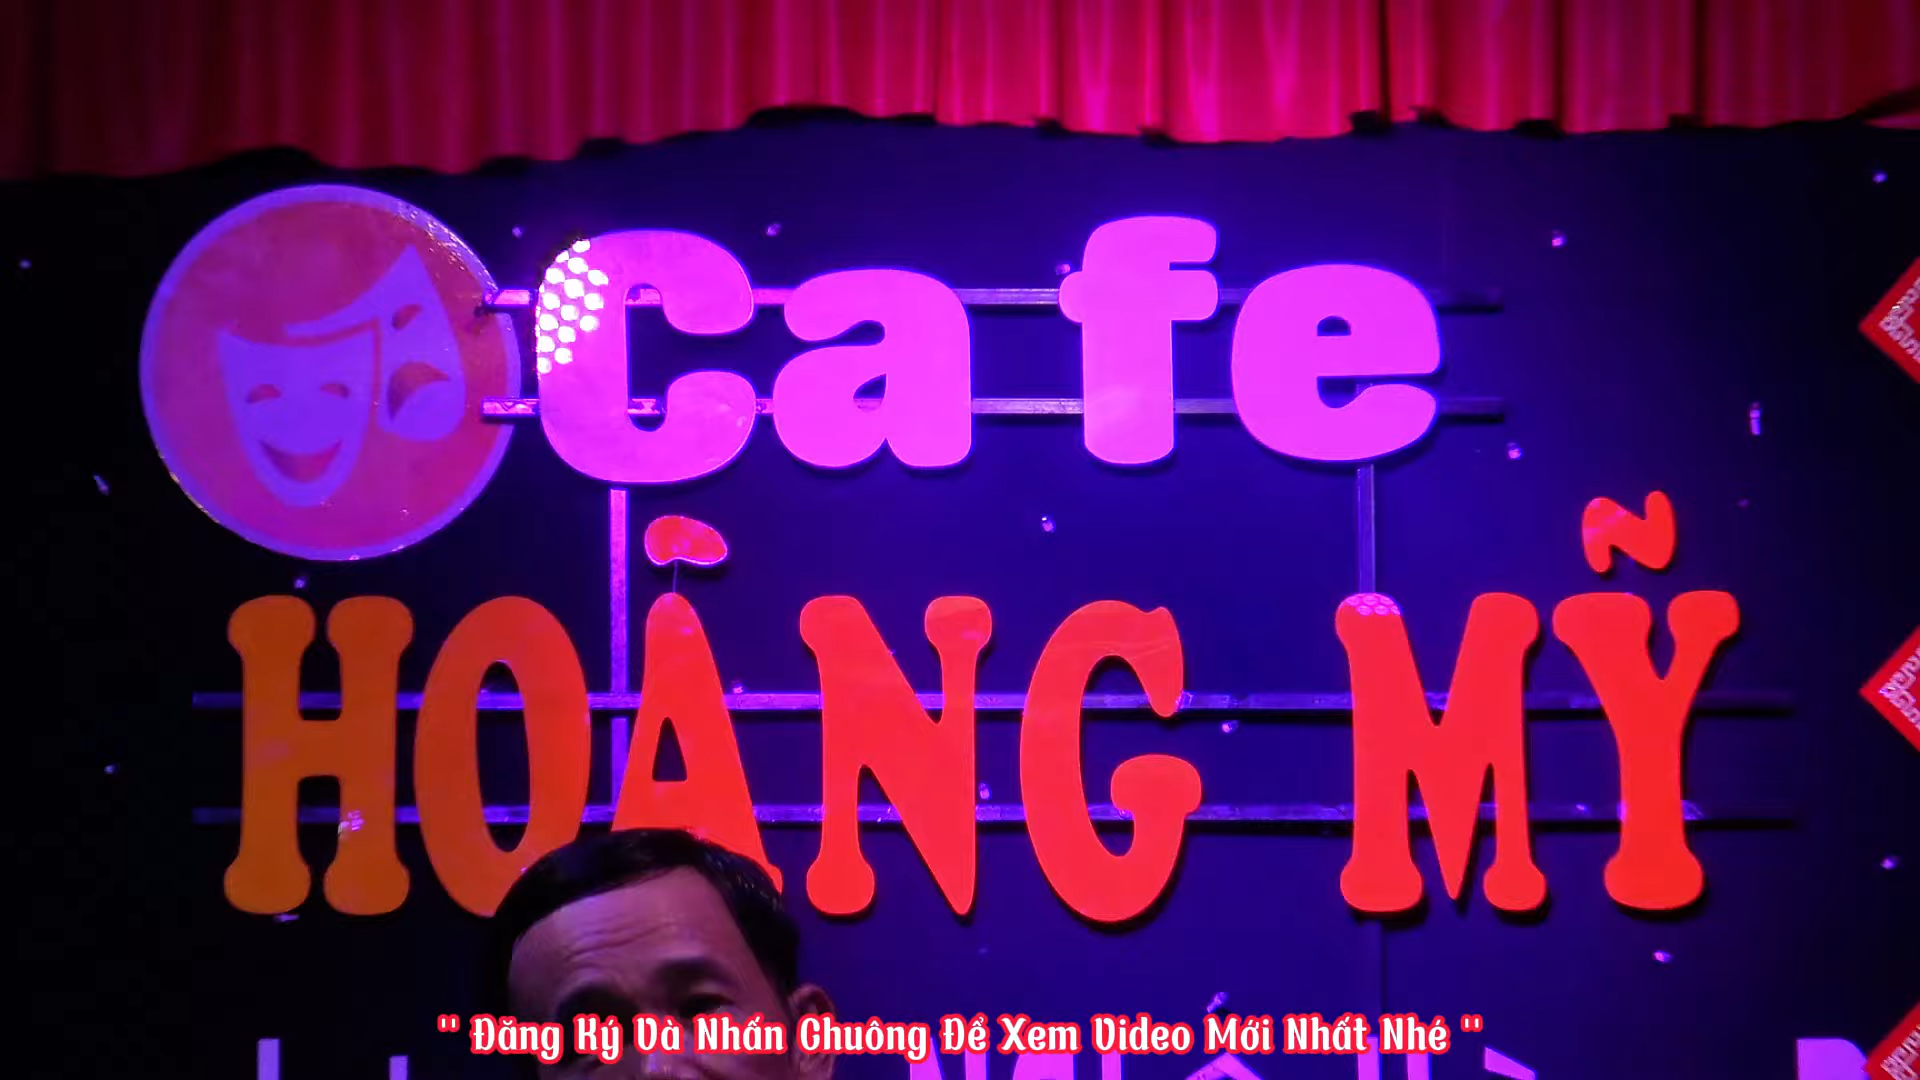 Cafe
HOÀNG MỸ
" Đăng Ký Và Nhấn Chuông Để Xem Video Mới Nhất Nhé "